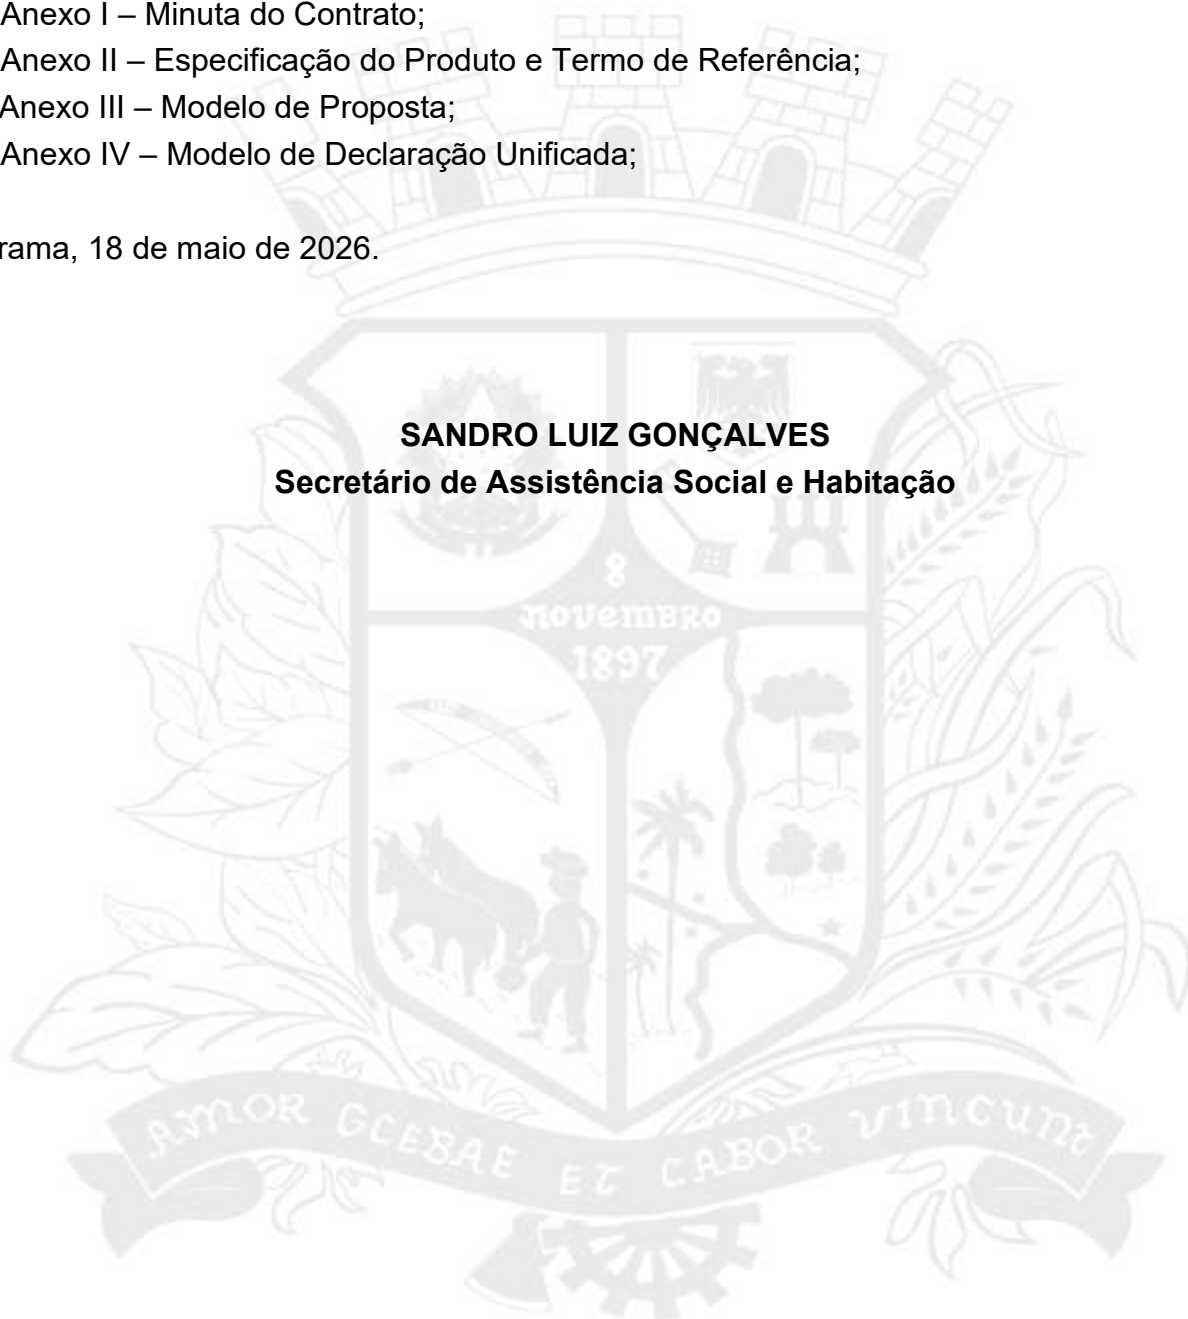 Anexo I – Minuta do Contrato;
Anexo II – Especificação do Produto e Termo de Referência;
Anexo III – Modelo de Proposta;
Anexo IV – Modelo de Declaração Unificada;
rama, 18 de maio de 2026.
SANDRO LUIZ GONÇALVES
Secretário de Assistência Social e Habitação
8
NOVEMBRO
1897
AMOR GLEBAE ET LABOR VINCUNT